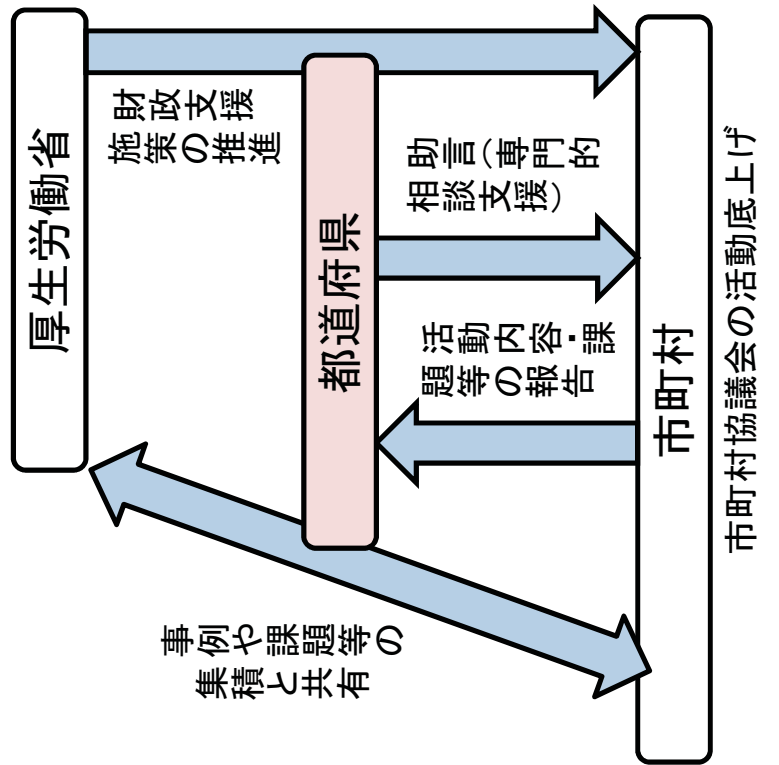 厚生労働省
財政支援
施策の推進
都道府県
助言（専門的
相談支援）
活動内容・課
題等の報告
事例や課題等の
集積と共有
市町村
市町村協議会の活動底上げ